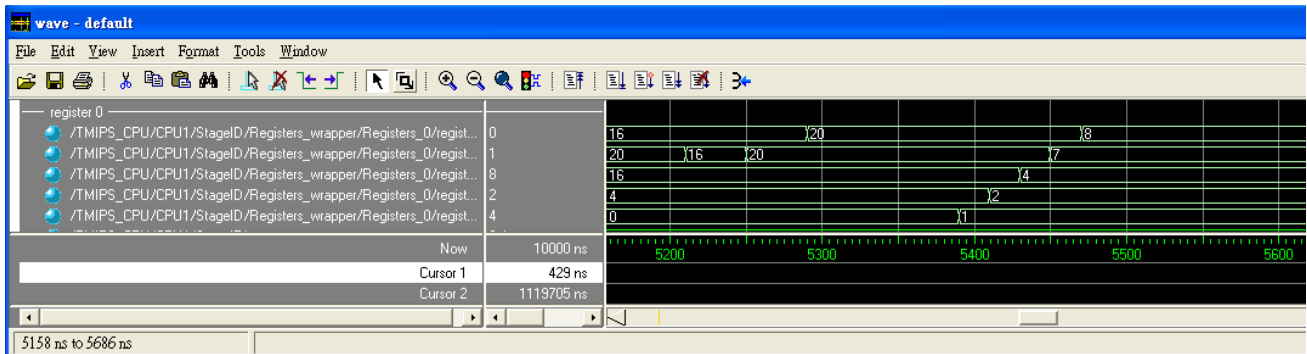 wave - default
File Edit View Insert Format Tools Window
register 0
/TMIPS_CPU/CPU1/StageID/Registers_wrapper/Registers_0/regist... 0 16 20 8
/TMIPS_CPU/CPU1/StageID/Registers_wrapper/Registers_0/regist... 1 20 16 20 7
/TMIPS_CPU/CPU1/StageID/Registers_wrapper/Registers_0/regist... 8 16 4
/TMIPS_CPU/CPU1/StageID/Registers_wrapper/Registers_0/regist... 2 4 2
/TMIPS_CPU/CPU1/StageID/Registers_wrapper/Registers_0/regist... 4 0 1
Now 10000 ns 5200 5300 5400 5500 5600
Cursor 1 429 ns
Cursor 2 1119705 ns
5158 ns to 5686 ns